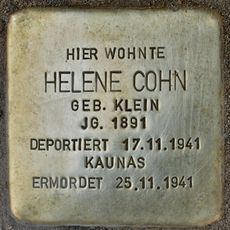 HIER WOHNTE
HELENE COHN
GEB. KLEIN
JG. 1891
DEPORTIERT 17.11.1941
KAUNAS
ERMORDET 25.11.1941